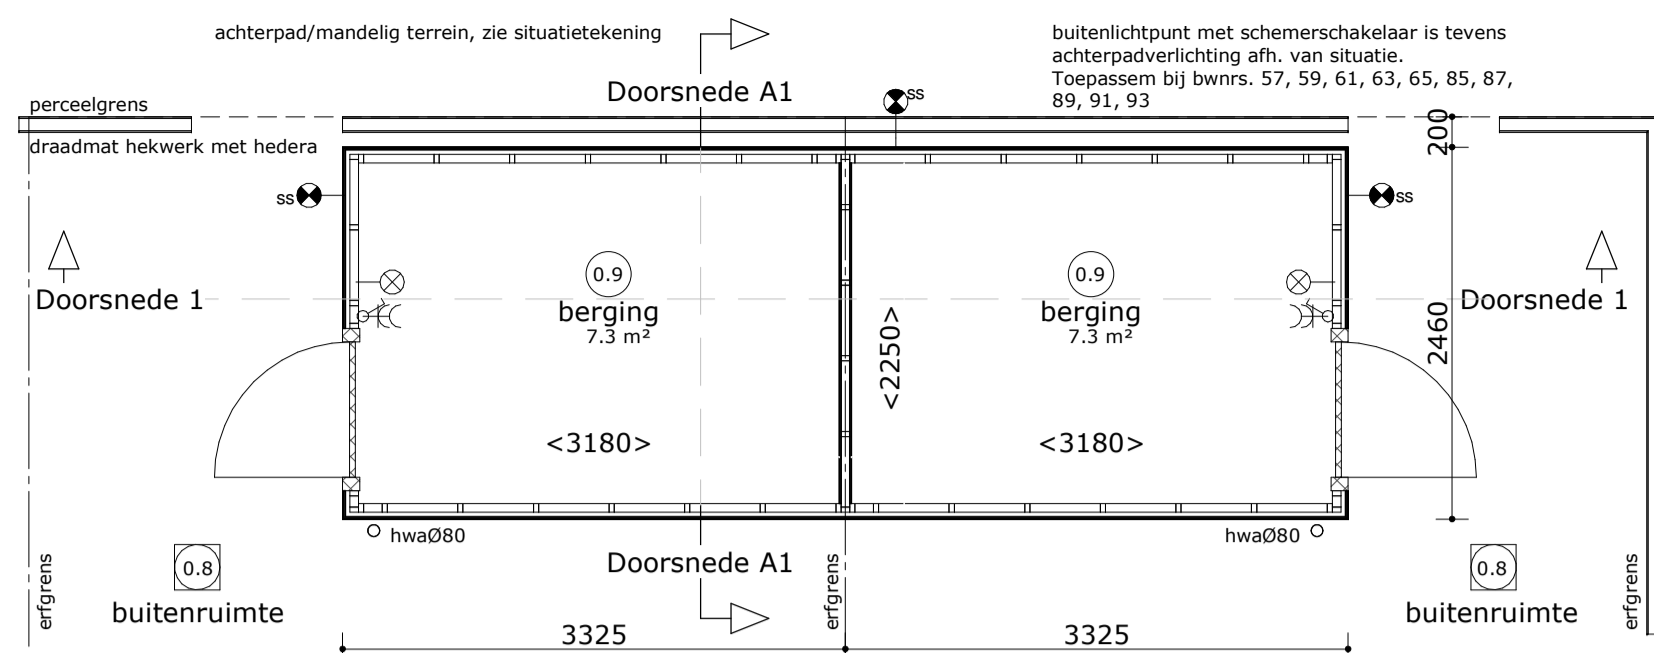 achterpad/mandelig terrein, zie situatietekening
buitenlichtpunt met schemerschakelaar is tevens
achterpadverlichting afh. van situatie.
Toepassem bij bwnrs. 57, 59, 61, 63, 65, 85, 87,
89, 91, 93
Doorsnede A1
ss
perceelgrens
draadmat hekwerk met hedera
200
ss
ss
0.9
berging
7.3 m²
0.9
berging
7.3 m²
Doorsnede 1
Doorsnede 1
<2250>
2460
<3180>
<3180>
hwaØ80
hwaØ80
Doorsnede A1
0.8
buitenruimte
0.8
buitenruimte
erfgrens
erfgrens
erfgrens
3325
3325